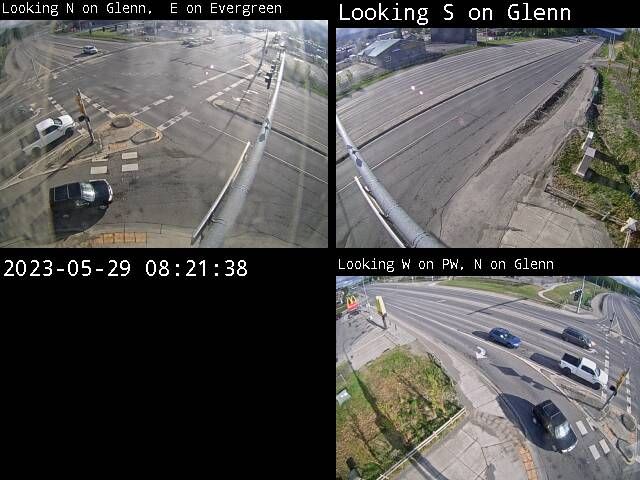 Looking N on Glenn,  E on Evergreen
Looking S on Glenn
2023-05-29 08:21:38
Looking W on PW, N on Glenn